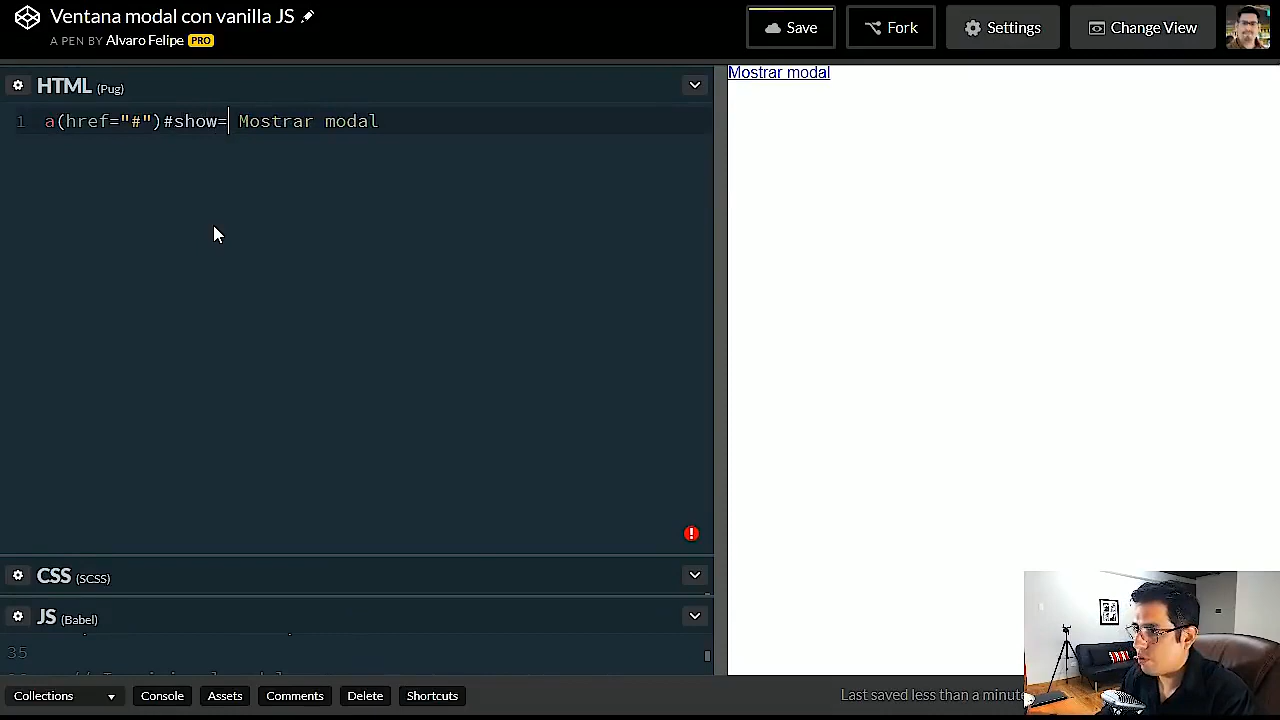 Ventana modal con vanilla JS
A PEN BY Alvaro Felipe PRO
Save
Fork
Settings
Change View
HTML (Pug)
1 a(href="#")#show= Mostrar modal
Mostrar modal
CSS (SCSS)
JS (Babel)
35
Collections
Console
Assets
Comments
Delete
Shortcuts
Last saved less than a minute